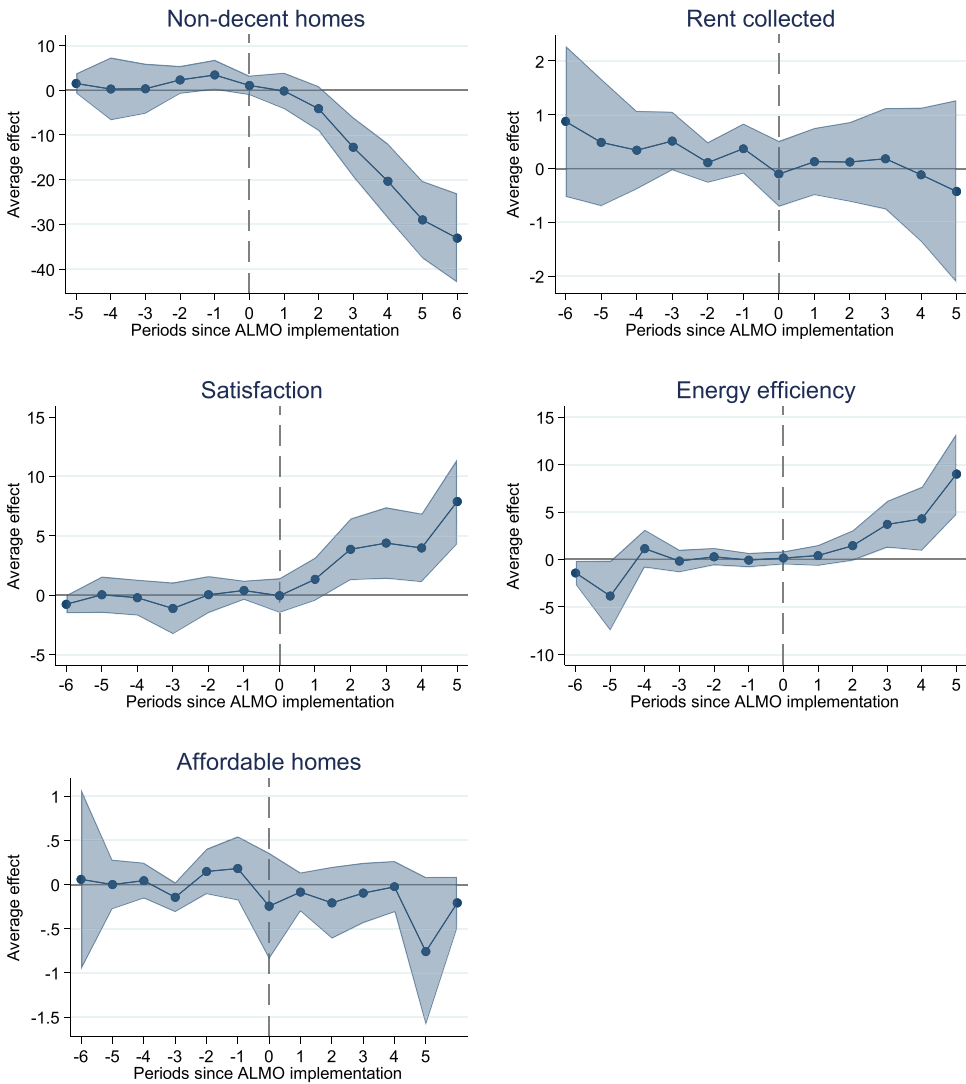 Non-decent homes
Average effect
10
0
-10
-20
-30
-40
-5 -4 -3 -2 -1 0 1 2 3 4 5 6
Periods since ALMO implementation
Rent collected
Average effect
2
1
0
-1
-2
-6 -5 -4 -3 -2 -1 0 1 2 3 4 5
Periods since ALMO implementation
Satisfaction
Average effect
15
10
5
0
-5
-6 -5 -4 -3 -2 -1 0 1 2 3 4 5
Periods since ALMO implementation
Energy efficiency
Average effect
15
10
5
0
-5
-10
-6 -5 -4 -3 -2 -1 0 1 2 3 4 5
Periods since ALMO implementation
Affordable homes
Average effect
1
.5
0
-.5
-1
-1.5
-6 -5 -4 -3 -2 -1 0 1 2 3 4 5
Periods since ALMO implementation